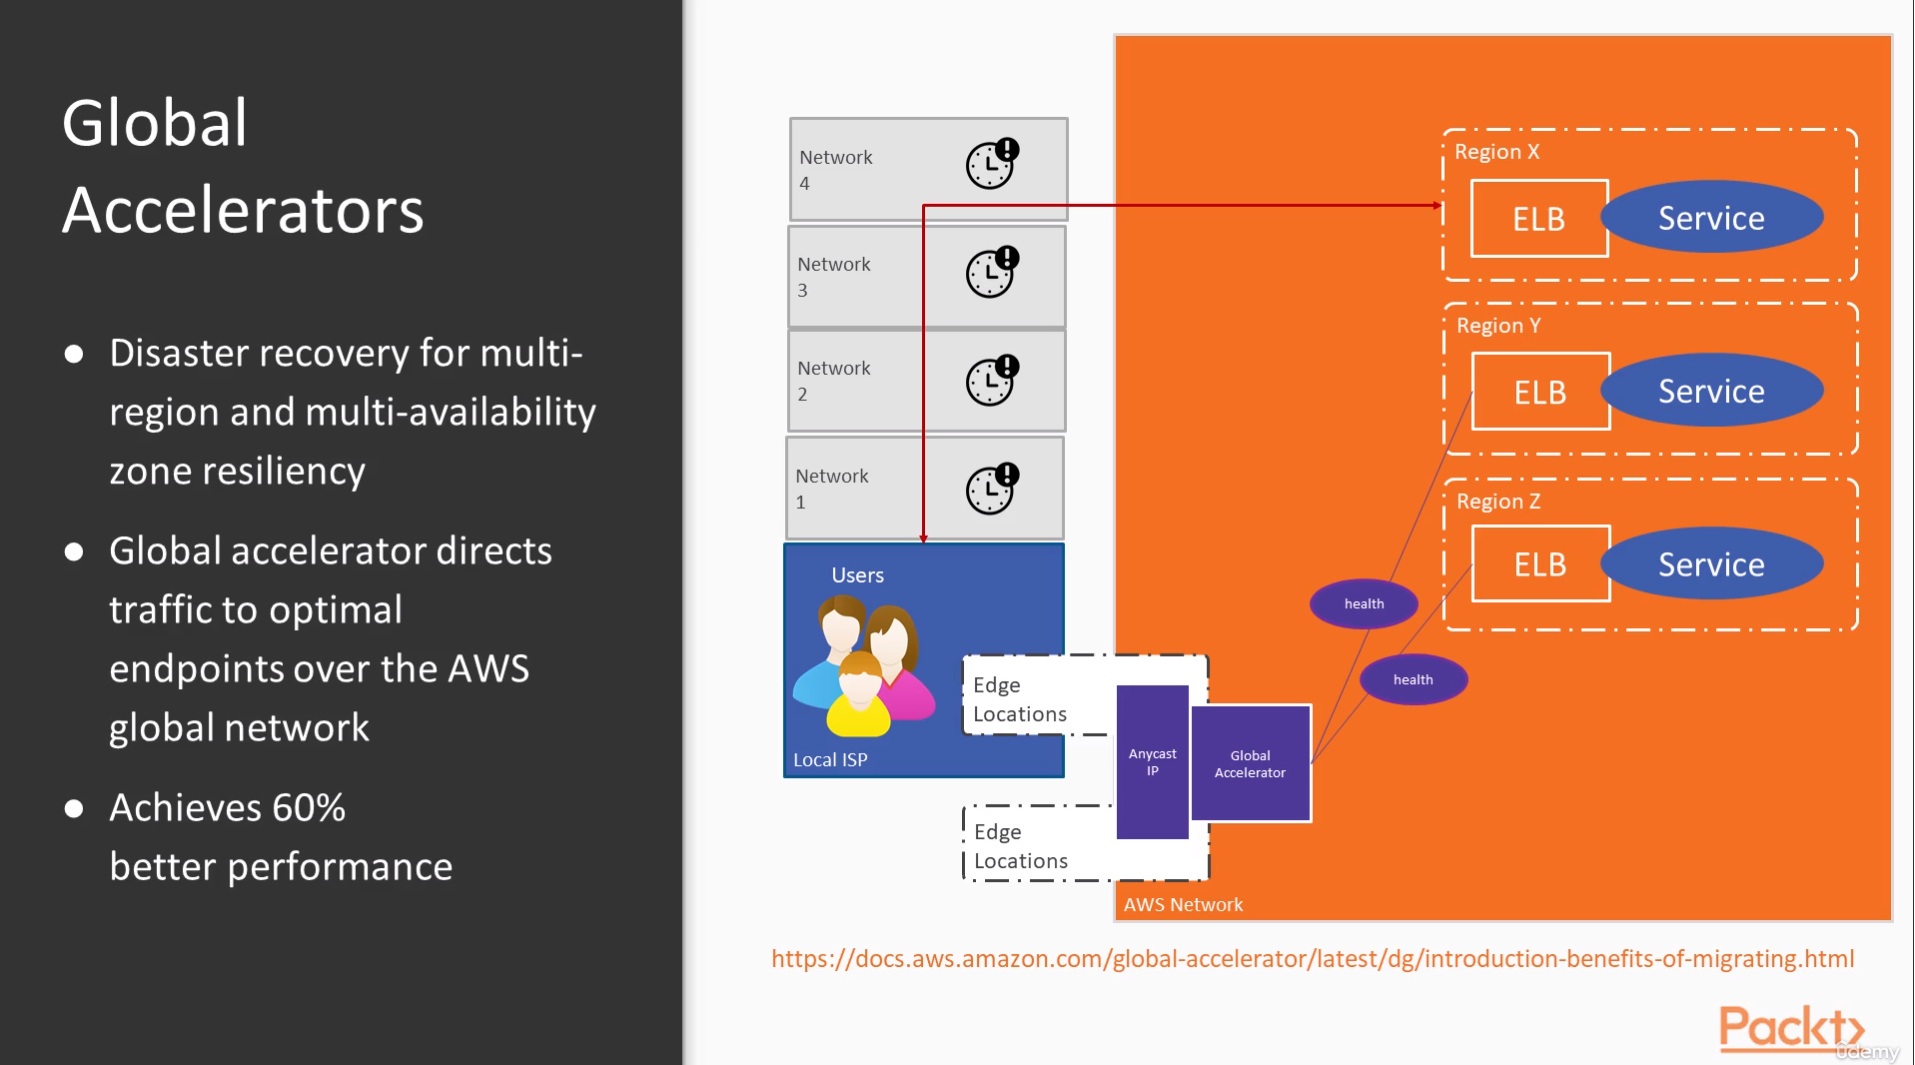 Global
Accelerators
● Disaster recovery for multi-
region and multi-availability
zone resiliency
● Global accelerator directs
traffic to optimal
endpoints over the AWS
global network
● Achieves 60%
better performance
Network
4
Network
3
Network
2
Network
1
Users
Local ISP
Edge
Locations
Edge
Locations
Anycast
IP
Global
Accelerator
health
health
Region X
ELB
Service
Region Y
ELB
Service
Region Z
ELB
Service
AWS Network
https://docs.aws.amazon.com/global-accelerator/latest/dg/introduction-benefits-of-migrating.html
Packt>
ûdemy